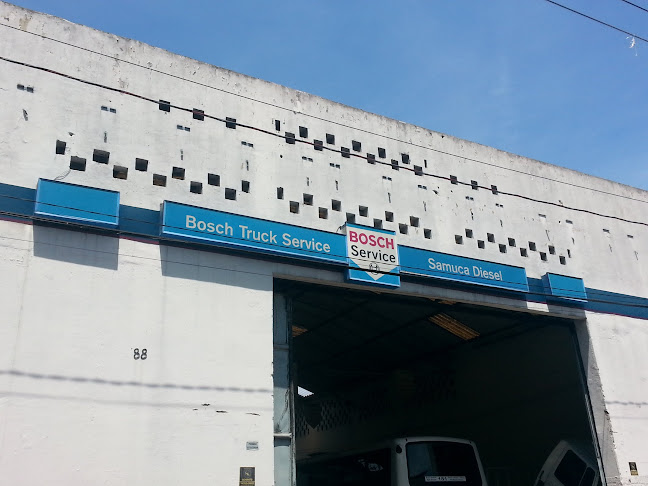 Bosch Truck Service
BOSCH
Service
Samuca Diesel
88